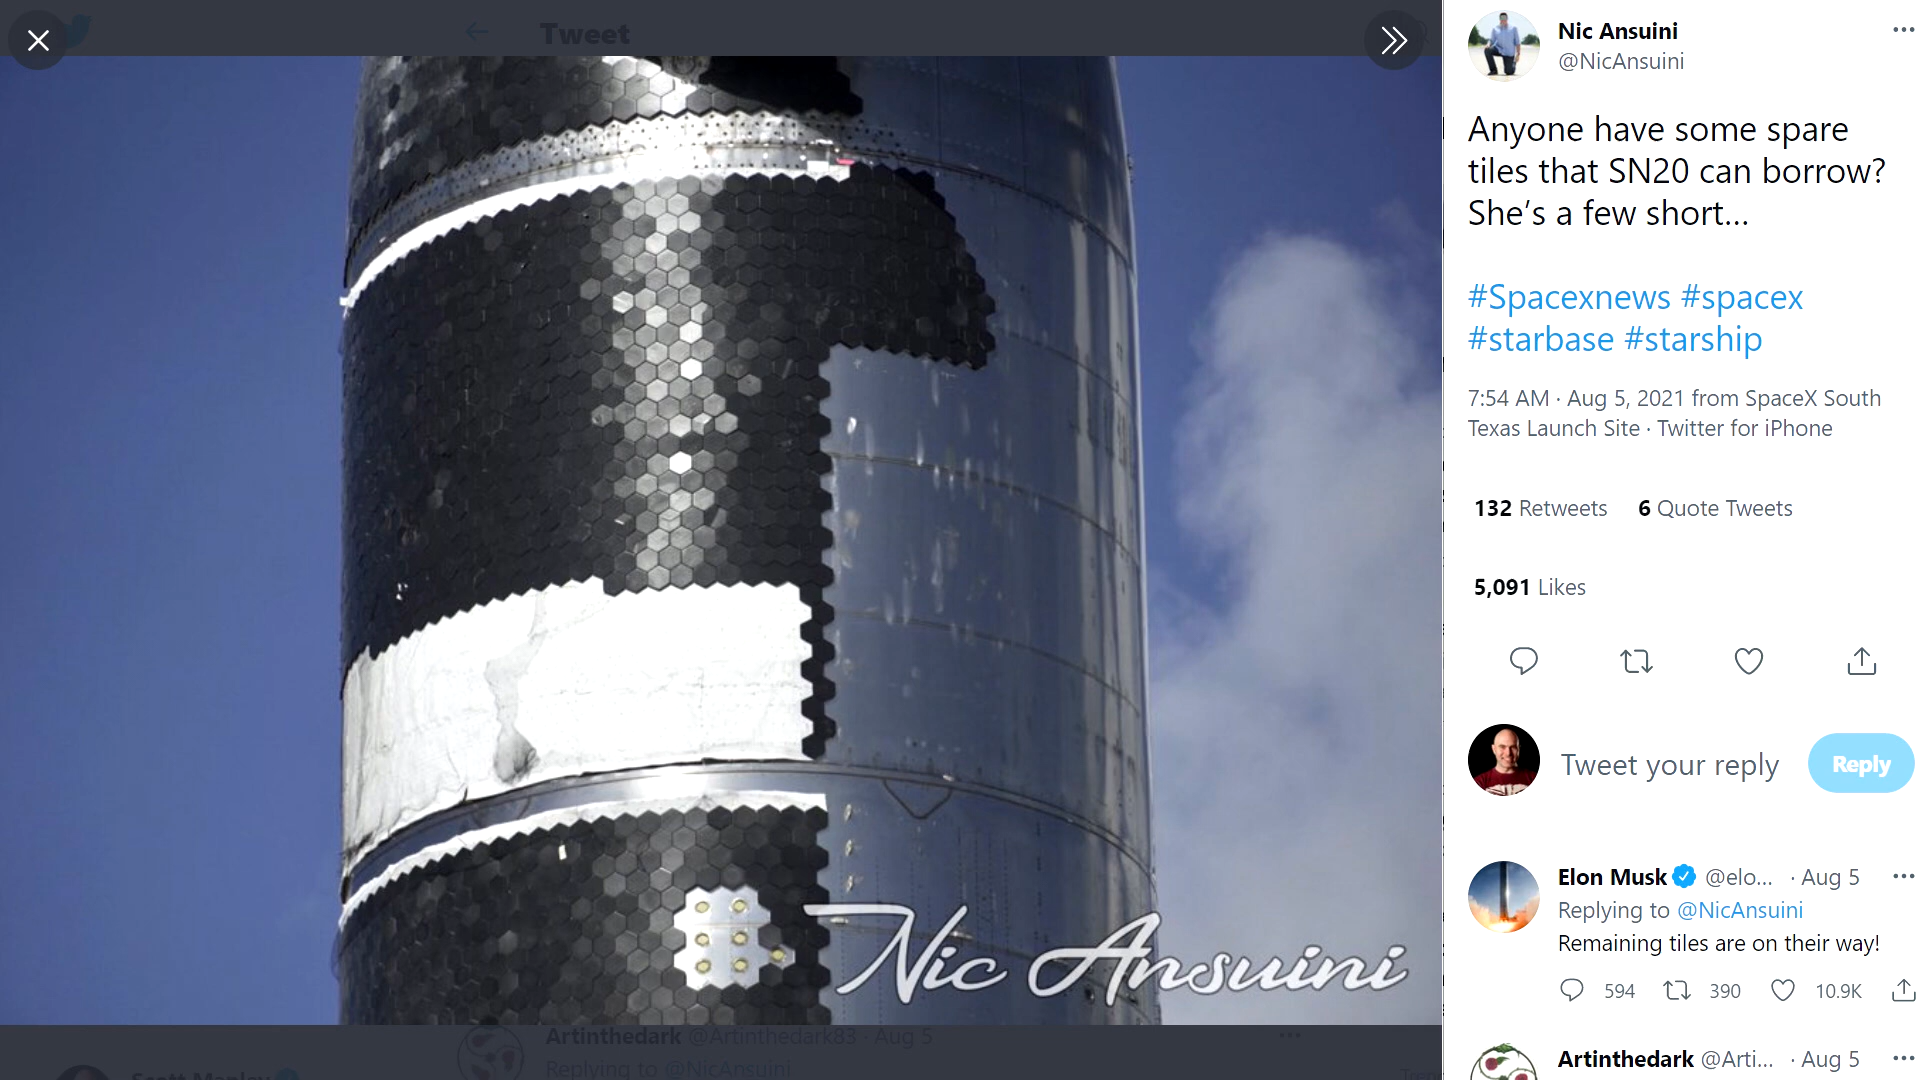 Tweet
Nic Ansuini
@NicAnsuini
Anyone have some spare
tiles that SN20 can borrow?
She’s a few short...
#Spacexnews #spacex
#starbase #starship
7:54 AM · Aug 5, 2021 from SpaceX South
Texas Launch Site · Twitter for iPhone
132 Retweets 6 Quote Tweets
5,091 Likes
Tweet your reply
Reply
Elon Musk @elo... · Aug 5
Replying to @NicAnsuini
Remaining tiles are on their way!
594 390 10.9K
Artinthedark @Arti... · Aug 5
Nic Ansuini
Artinthedark @Artinthedark83 · Aug 5
Replying to @NicAnsuini
Scott Manley